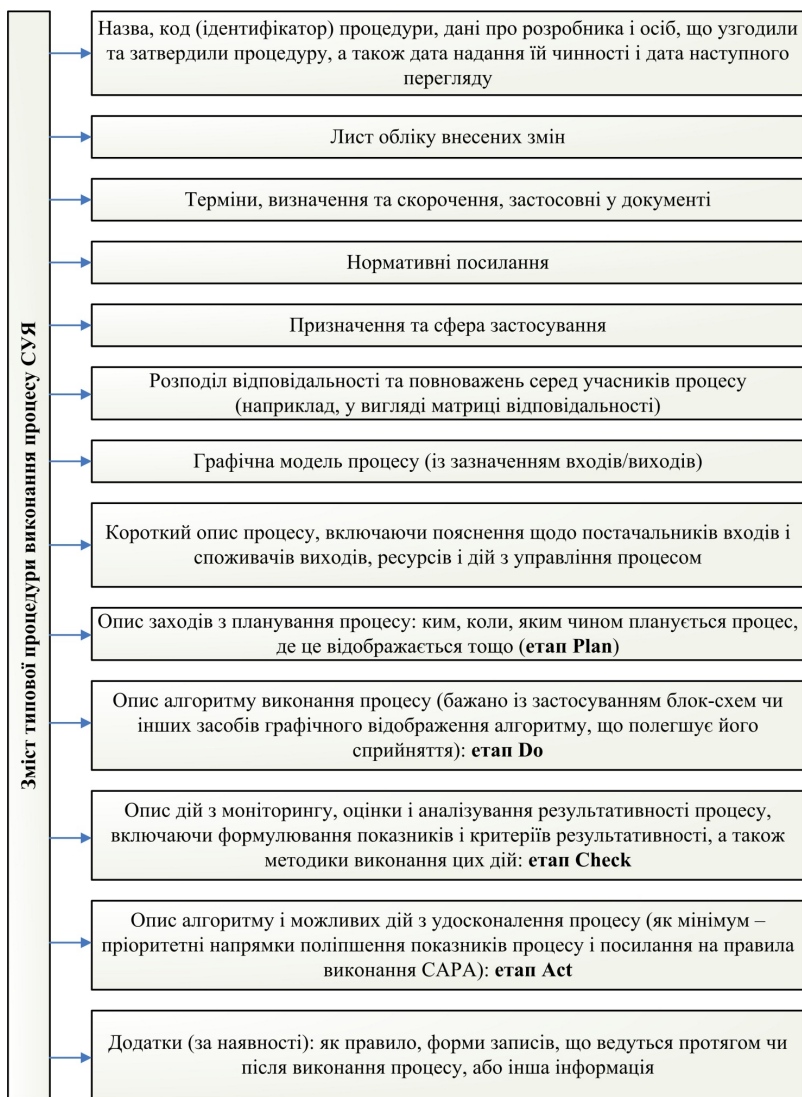 Зміст типової процедури виконання процесу СУЯ
Назва, код (ідентифікатор) процедури, дані про розробника і осіб, що узгодили
та затвердили процедуру, а також дата надання їй чинності і дата наступного
перегляду
Лист обліку внесених змін
Терміни, визначення та скорочення, застосовні у документі
Нормативні посилання
Призначення та сфера застосування
Розподіл відповідальності та повноважень серед учасників процесу
(наприклад, у вигляді матриці відповідальності)
Графічна модель процесу (із зазначенням входів/виходів)
Короткий опис процесу, включаючи пояснення щодо постачальників входів і
споживачів виходів, ресурсів і дій з управління процесом
Опис заходів з планування процесу: ким, коли, яким чином планується процес,
де це відображається тощо (етап Plan)
Опис алгоритму виконання процесу (бажано із застосуванням блок-схем чи
інших засобів графічного відображення алгоритму, що полегшує його
сприйняття): етап Do
Опис дій з моніторингу, оцінки і аналізування результативності процесу,
включаючи формулювання показників і критеріїв результативності, а також
методики виконання цих дій: етап Check
Опис алгоритму і можливих дій з удосконалення процесу (як мінімум –
пріоритетні напрямки поліпшення показників процесу і посилання на правила
виконання САРА): етап Act
Додатки (за наявності): як правило, форми записів, що ведуться протягом чи
після виконання процесу, або інша інформація